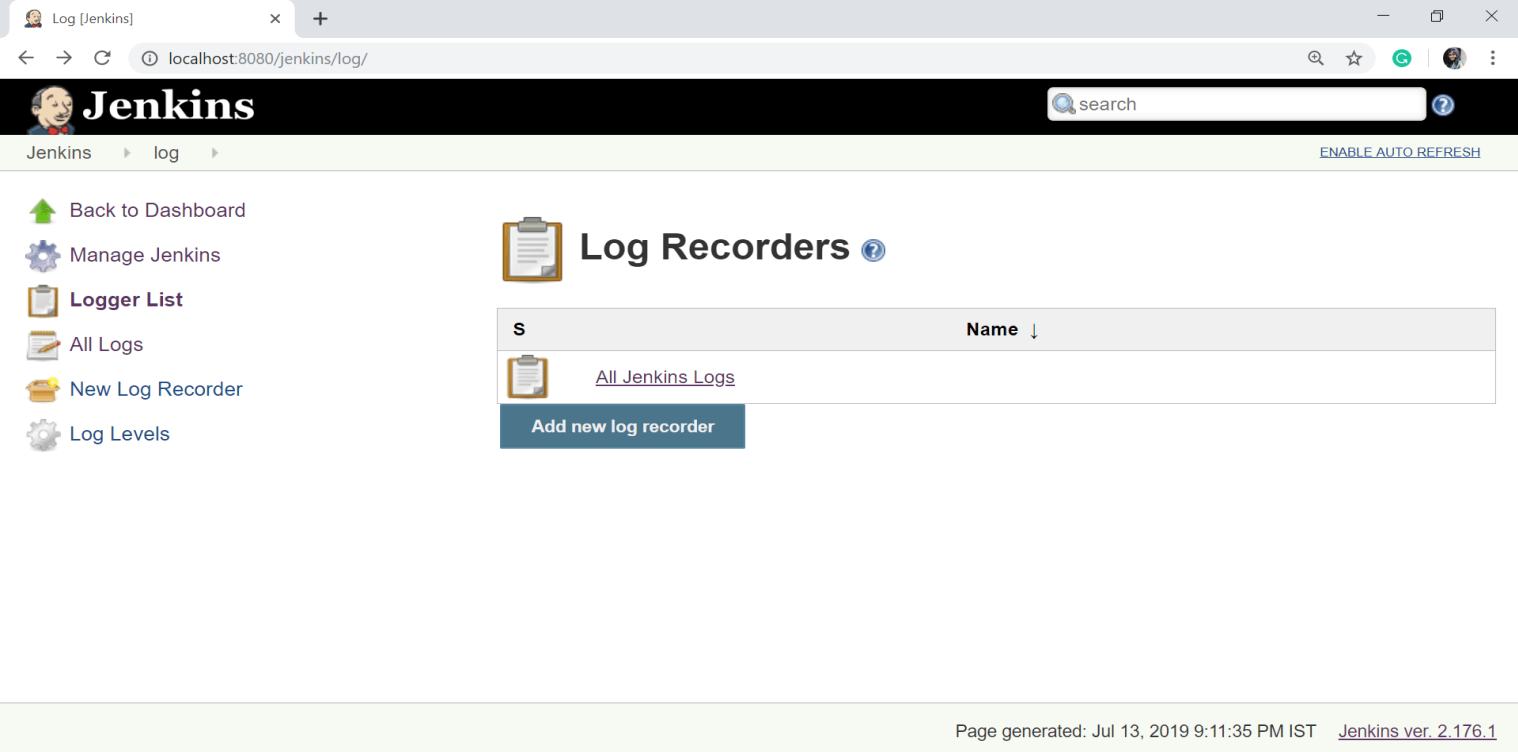 Log [Jenkins]
localhost:8080/jenkins/log/
Jenkins
search
Jenkins log
ENABLE AUTO REFRESH
Back to Dashboard
Manage Jenkins
Logger List
All Logs
New Log Recorder
Log Levels
Log Recorders
S Name ↓
All Jenkins Logs
Add new log recorder
Page generated: Jul 13, 2019 9:11:35 PM IST Jenkins ver. 2.176.1